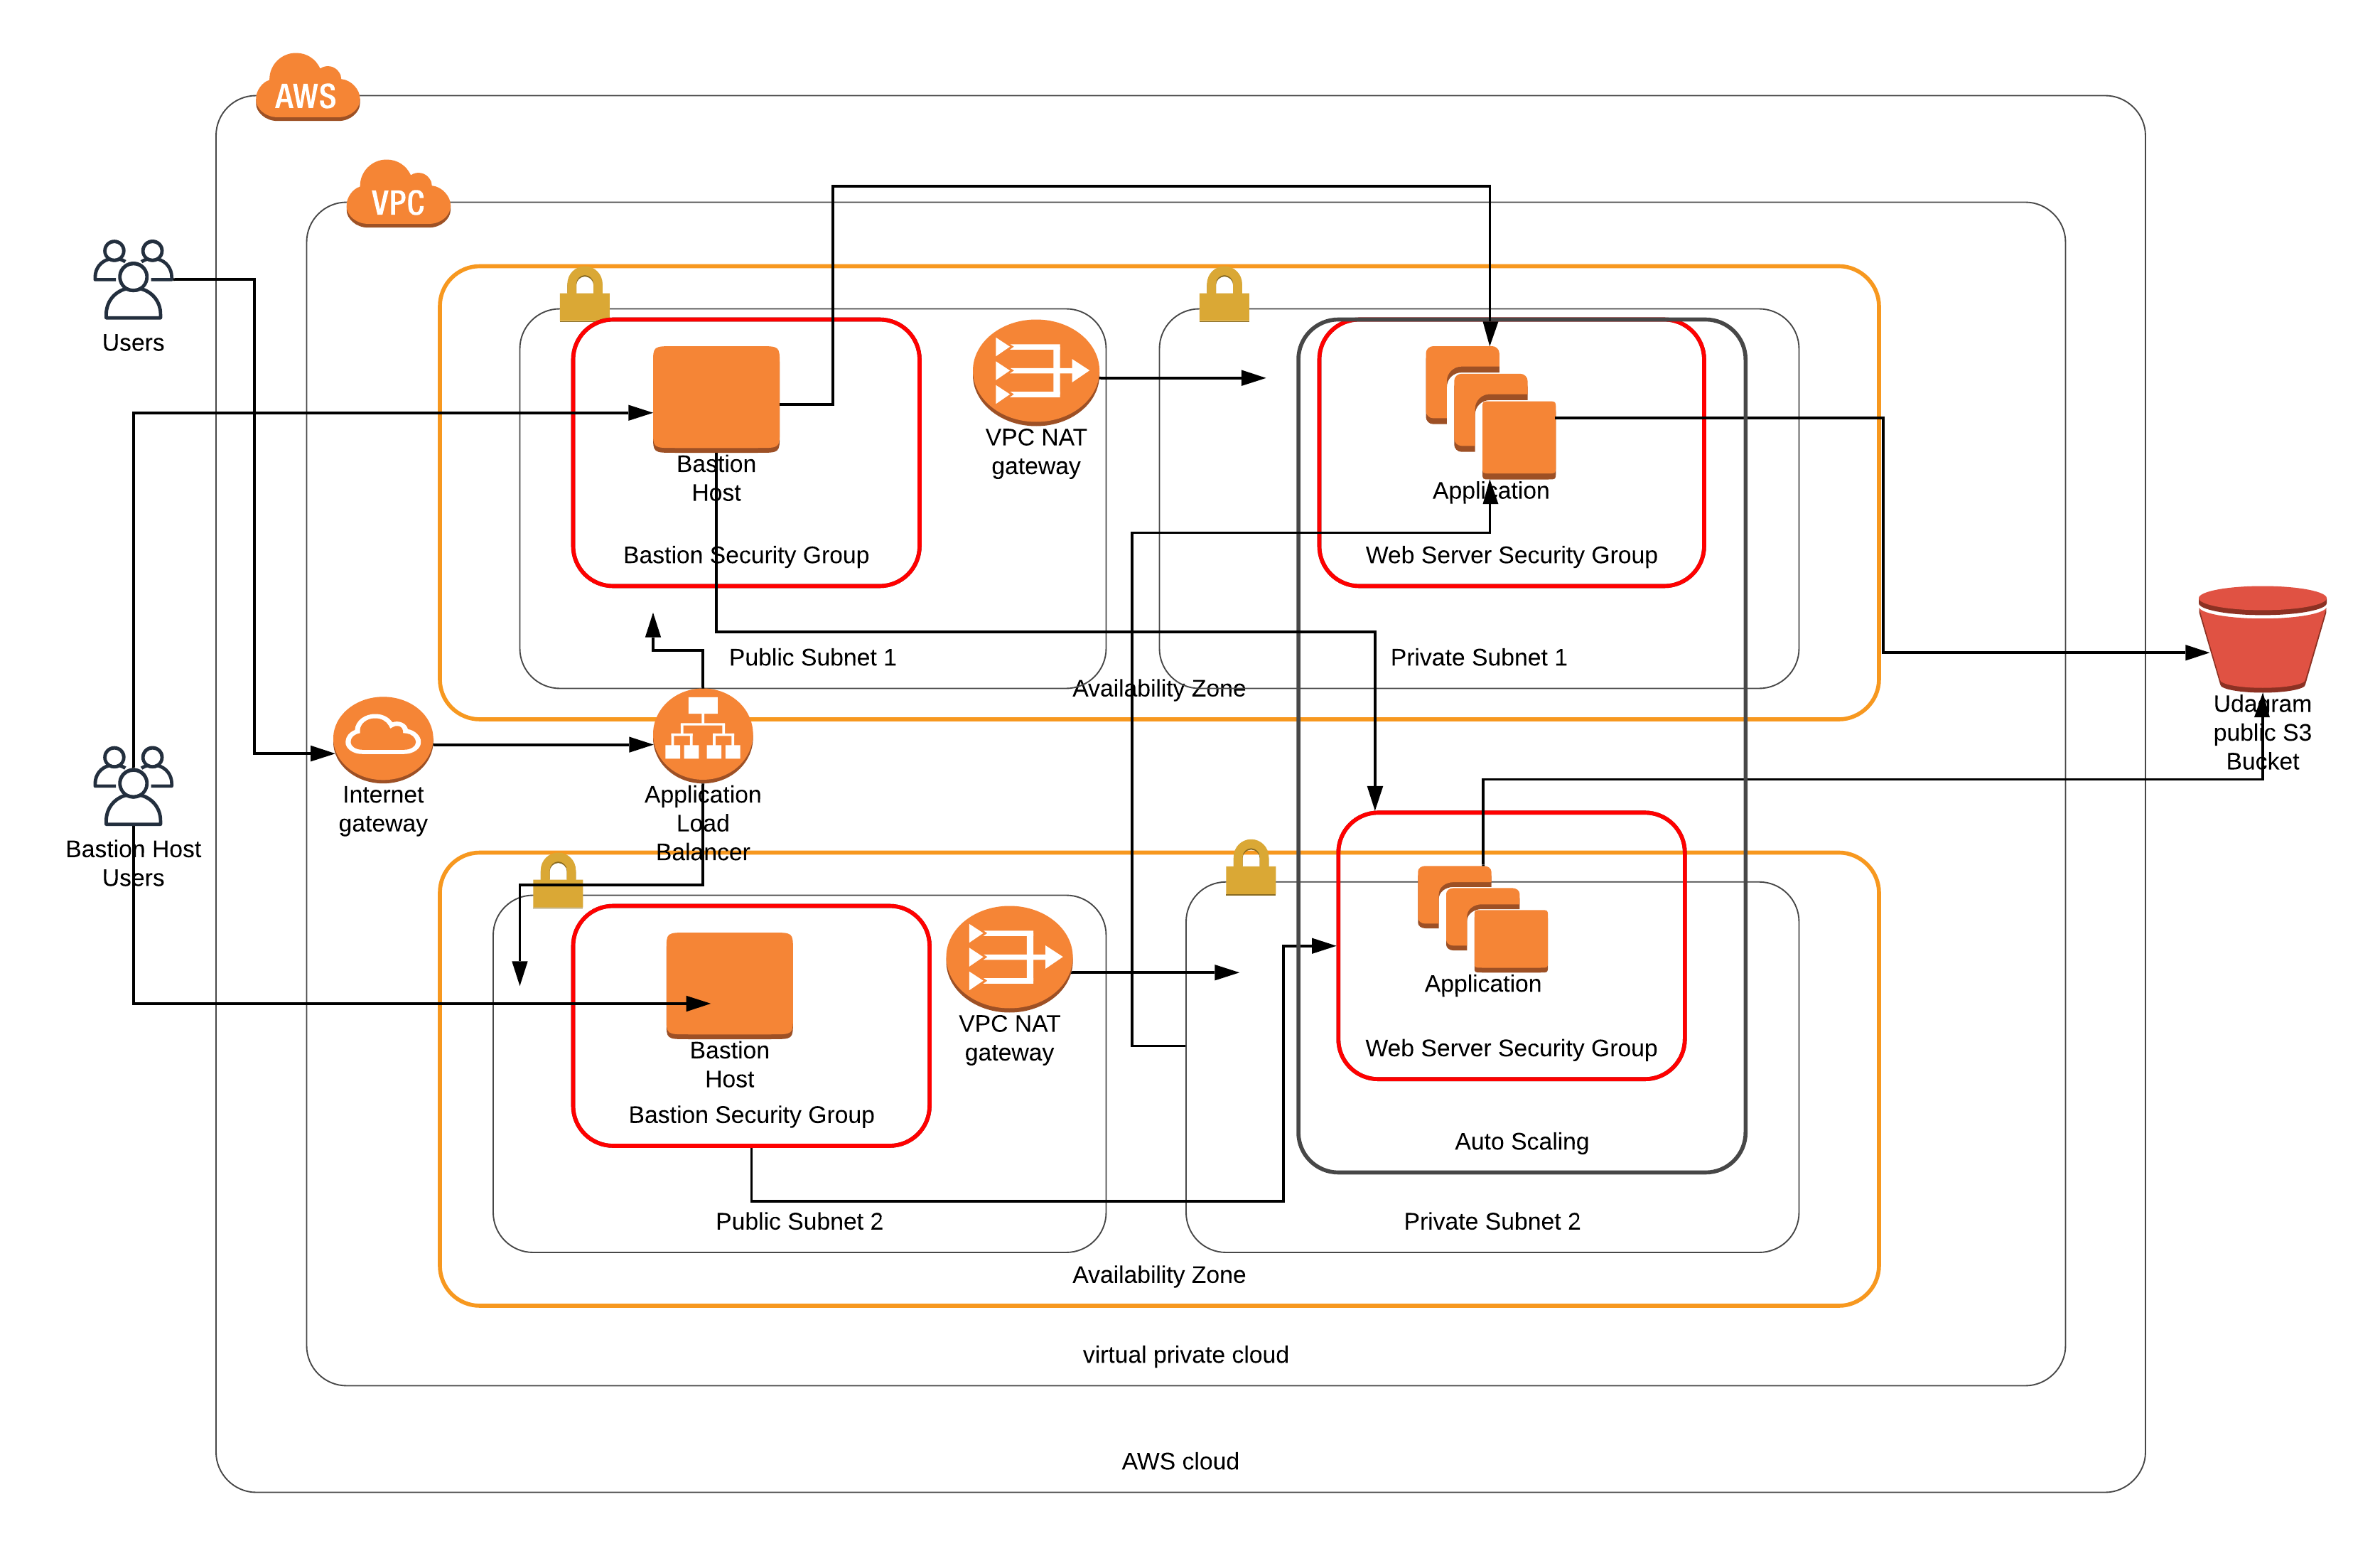 AWS
VPC
Users
Bastion
Host
VPC NAT
gateway
Application
Bastion Security Group
Web Server Security Group
Public Subnet 1
Private Subnet 1
Availability Zone
Udagram
public S3
Bucket
Internet
gateway
Application
Load
Balancer
Bastion Host
Users
Bastion
Host
VPC NAT
gateway
Application
Bastion Security Group
Web Server Security Group
Auto Scaling
Public Subnet 2
Private Subnet 2
Availability Zone
virtual private cloud
AWS cloud